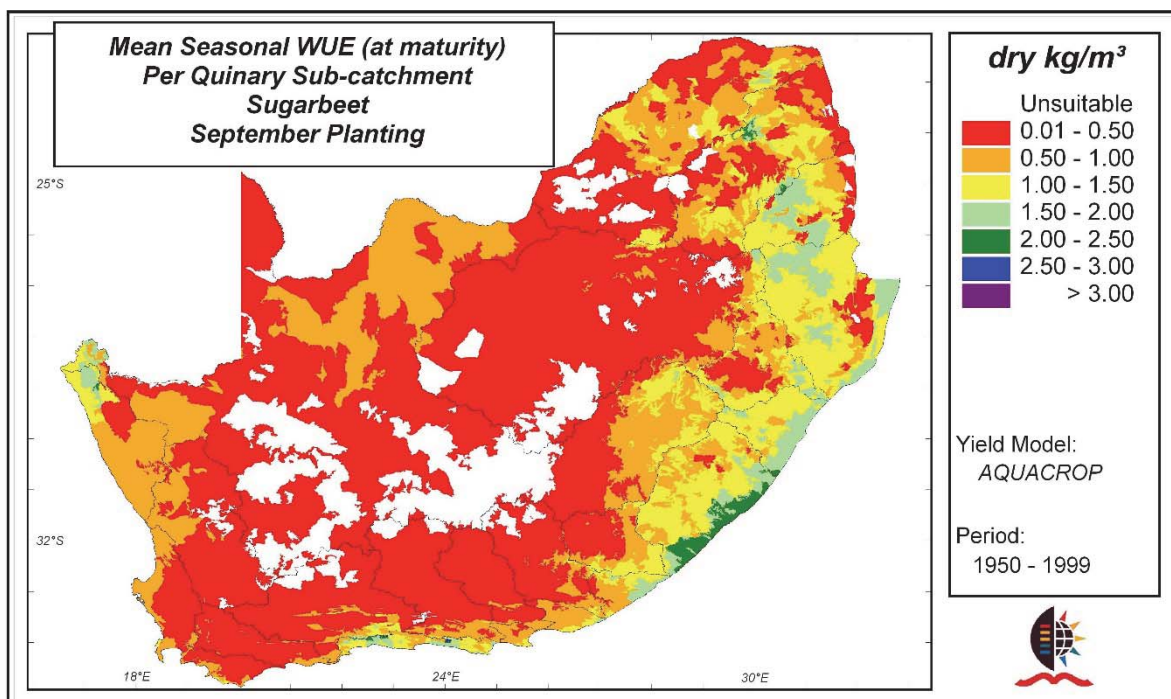 Mean Seasonal WUE (at maturity)
Per Quinary Sub-catchment
Sugarbeet
September Planting
dry kg/m³
Unsuitable
0.01 - 0.50
0.50 - 1.00
1.00 - 1.50
1.50 - 2.00
2.00 - 2.50
2.50 - 3.00
> 3.00
Yield Model:
AQUACROP
Period:
1950 - 1999
25°S
32°S
18°E
24°E
30°E